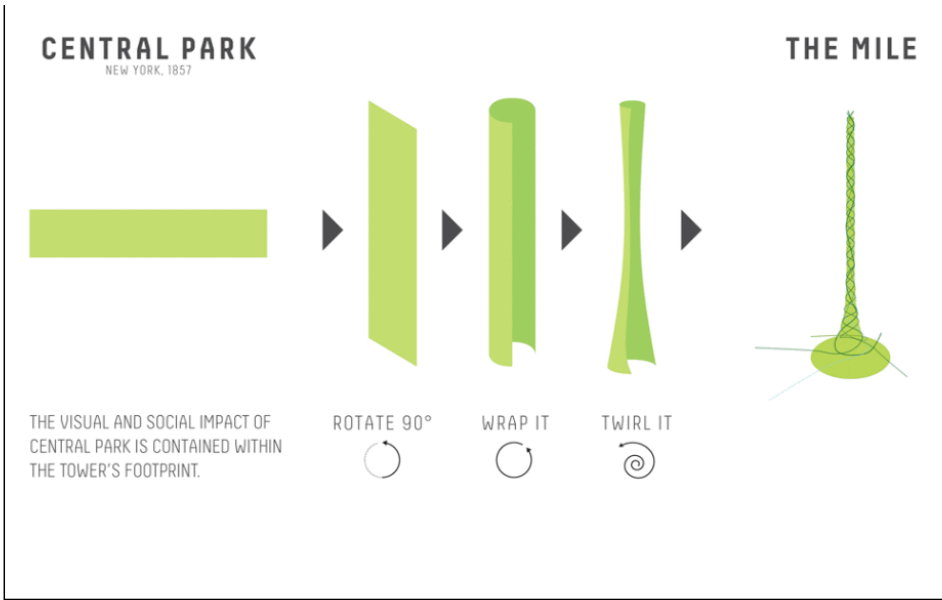 CENTRAL PARK
NEW YORK, 1857
THE MILE
THE VISUAL AND SOCIAL IMPACT OF
CENTRAL PARK IS CONTAINED WITHIN
THE TOWER'S FOOTPRINT.
ROTATE 90°
WRAP IT
TWIRL IT